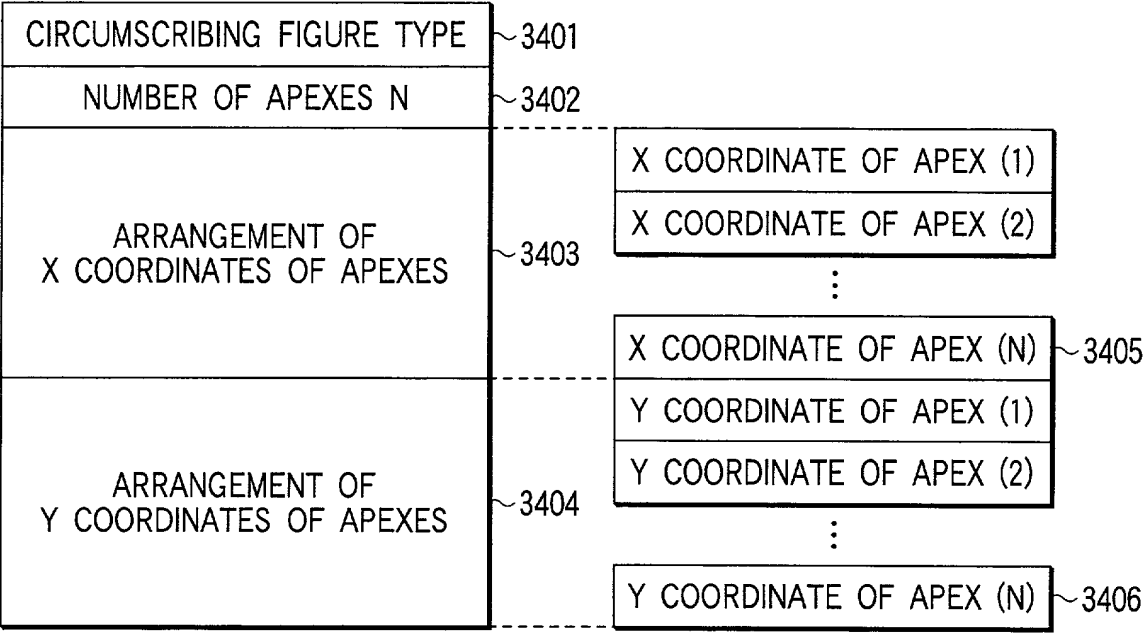 CIRCUMSCRIBING FIGURE TYPE
3401
NUMBER OF APEXES N
3402
ARRANGEMENT OF
X COORDINATES OF APEXES
3403
ARRANGEMENT OF
Y COORDINATES OF APEXES
3404
X COORDINATE OF APEX (1)
X COORDINATE OF APEX (2)
X COORDINATE OF APEX (N)
3405
Y COORDINATE OF APEX (1)
Y COORDINATE OF APEX (2)
Y COORDINATE OF APEX (N)
3406